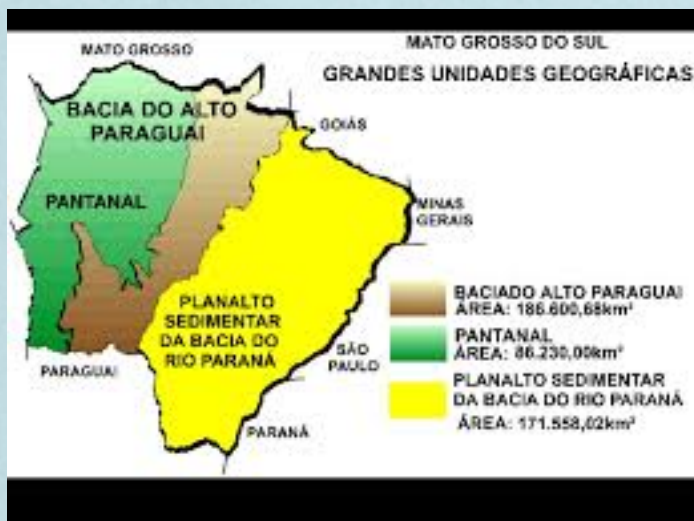 MATO GROSSO DO SUL
GRANDES UNIDADES GEOGRÁFICAS
MATO GROSSO
BACIA DO ALTO
PARAGUAI
GOIÁS
PANTANAL
MINAS
GERAIS
PLANALTO
SEDIMENTAR
DA BACIA DO
RIO PARANÁ
SÃO
PAULO
PARAGUAI
PARANÁ
BACIADO ALTO PARAGUAI
ÁREA: 186.600,68km²
PANTANAL
ÁREA: 86.230,00km²
PLANALTO SEDIMENTAR
DA BACIA DO RIO PARANÁ
ÁREA: 171.558,02km²